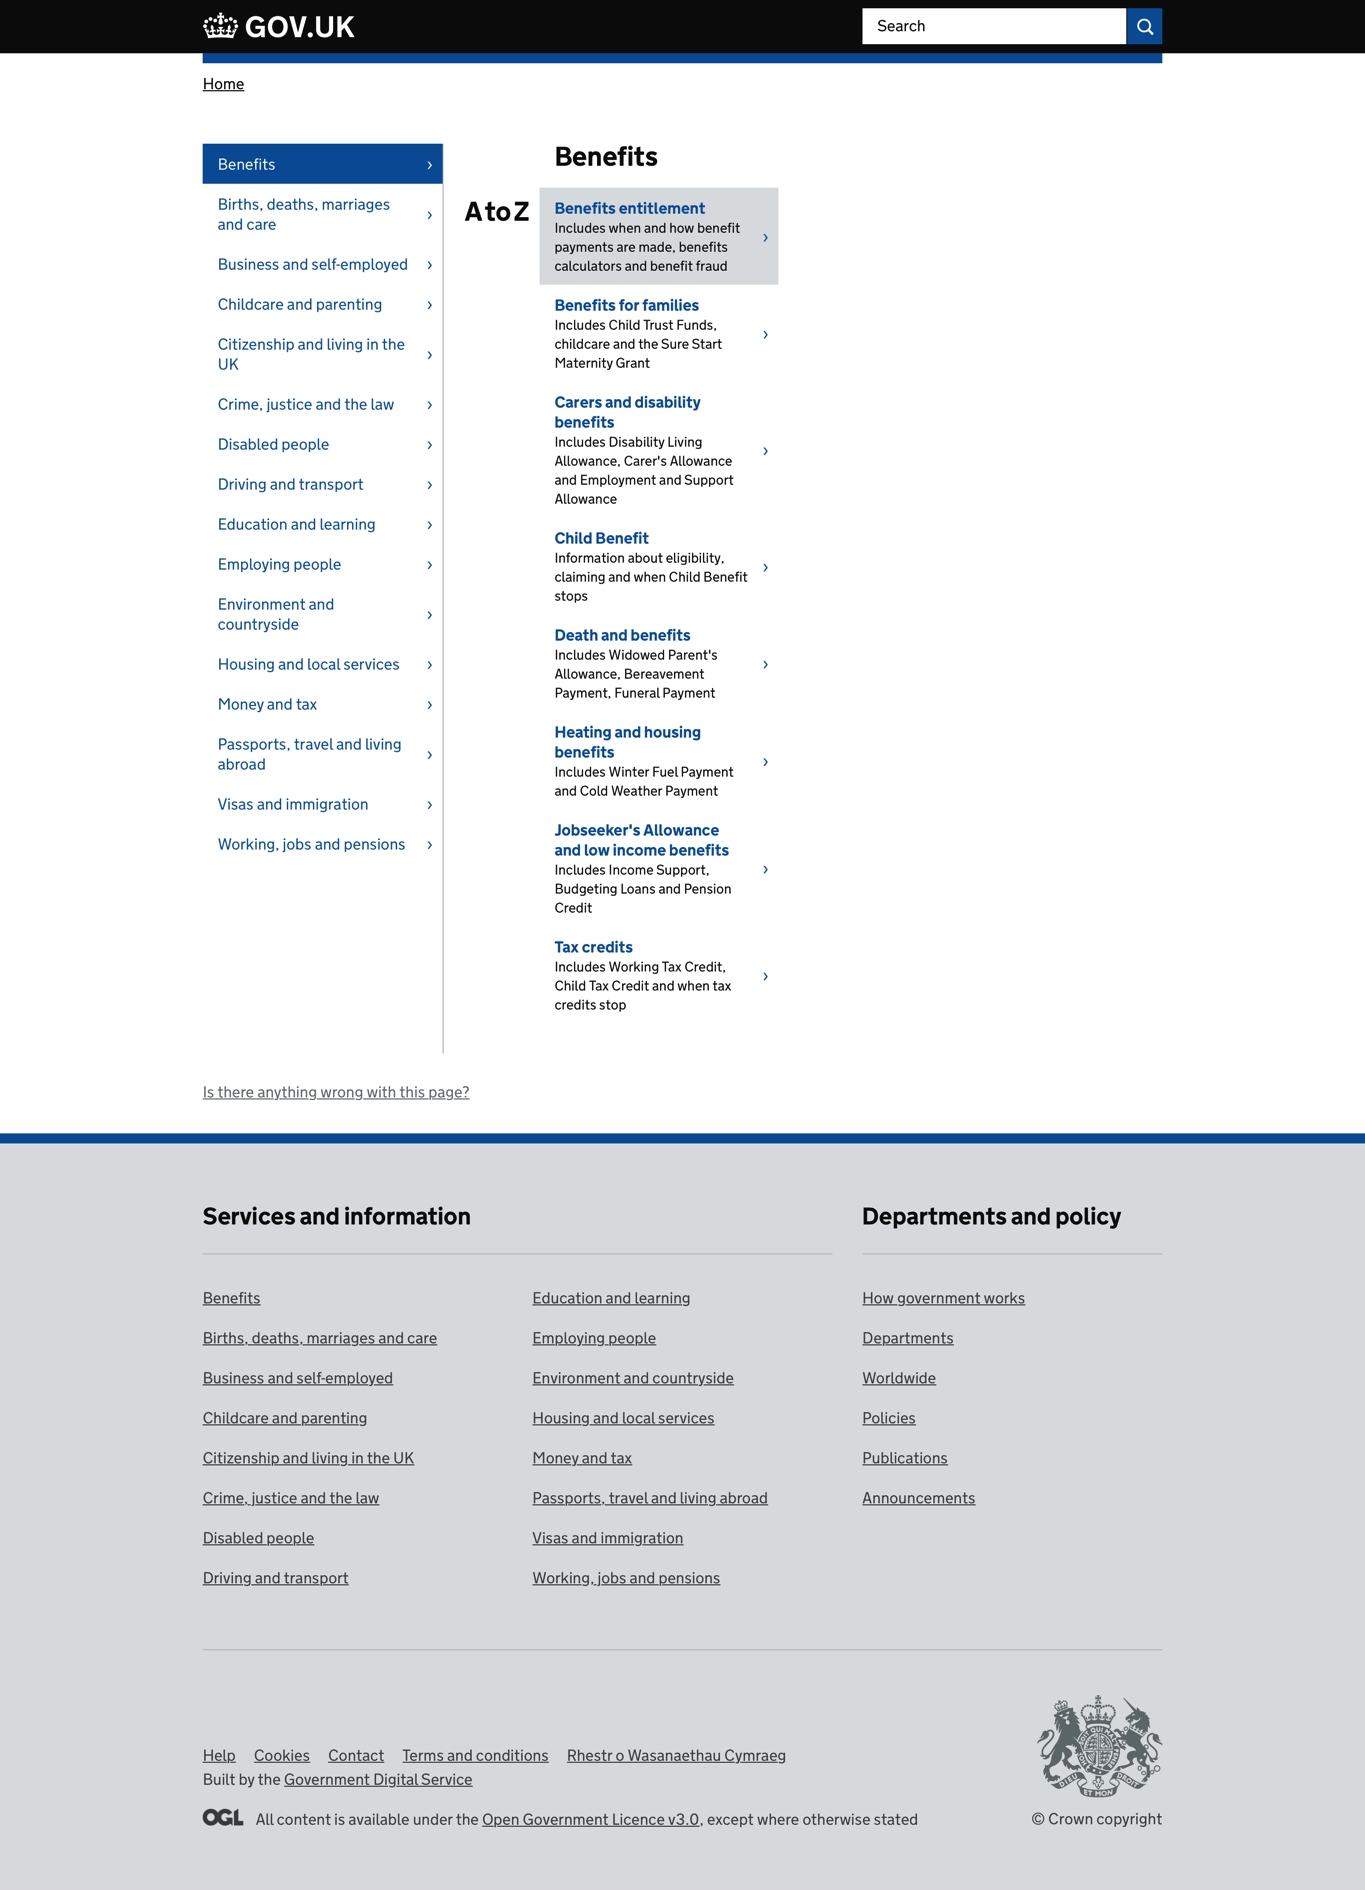 GOV.UK
Search
Home
Benefits
Births, deaths, marriages
and care
Business and self-employed
Childcare and parenting
Citizenship and living in the
UK
Crime, justice and the law
Disabled people
Driving and transport
Education and learning
Employing people
Environment and
countryside
Housing and local services
Money and tax
Passports, travel and living
abroad
Visas and immigration
Working, jobs and pensions
A to Z
Benefits
Benefits entitlement
Includes when and how benefit
payments are made, benefits
calculators and benefit fraud
Benefits for families
Includes Child Trust Funds,
childcare and the Sure Start
Maternity Grant
Carers and disability
benefits
Includes Disability Living
Allowance, Carer's Allowance
and Employment and Support
Allowance
Child Benefit
Information about eligibility,
claiming and when Child Benefit
stops
Death and benefits
Includes Widowed Parent's
Allowance, Bereavement
Payment, Funeral Payment
Heating and housing
benefits
Includes Winter Fuel Payment
and Cold Weather Payment
Jobseeker's Allowance
and low income benefits
Includes Income Support,
Budgeting Loans and Pension
Credit
Tax credits
Includes Working Tax Credit,
Child Tax Credit and when tax
credits stop
Is there anything wrong with this page?
Services and information
Benefits
Births, deaths, marriages and care
Business and self-employed
Childcare and parenting
Citizenship and living in the UK
Crime, justice and the law
Disabled people
Driving and transport
Education and learning
Employing people
Environment and countryside
Housing and local services
Money and tax
Passports, travel and living abroad
Visas and immigration
Working, jobs and pensions
Departments and policy
How government works
Departments
Worldwide
Policies
Publications
Announcements
Help Cookies Contact Terms and conditions Rhestr o Wasanaethau Cymraeg
Built by the Government Digital Service
OGL All content is available under the Open Government Licence v3.0, except where otherwise stated
DIEU ET MON DROIT
© Crown copyright